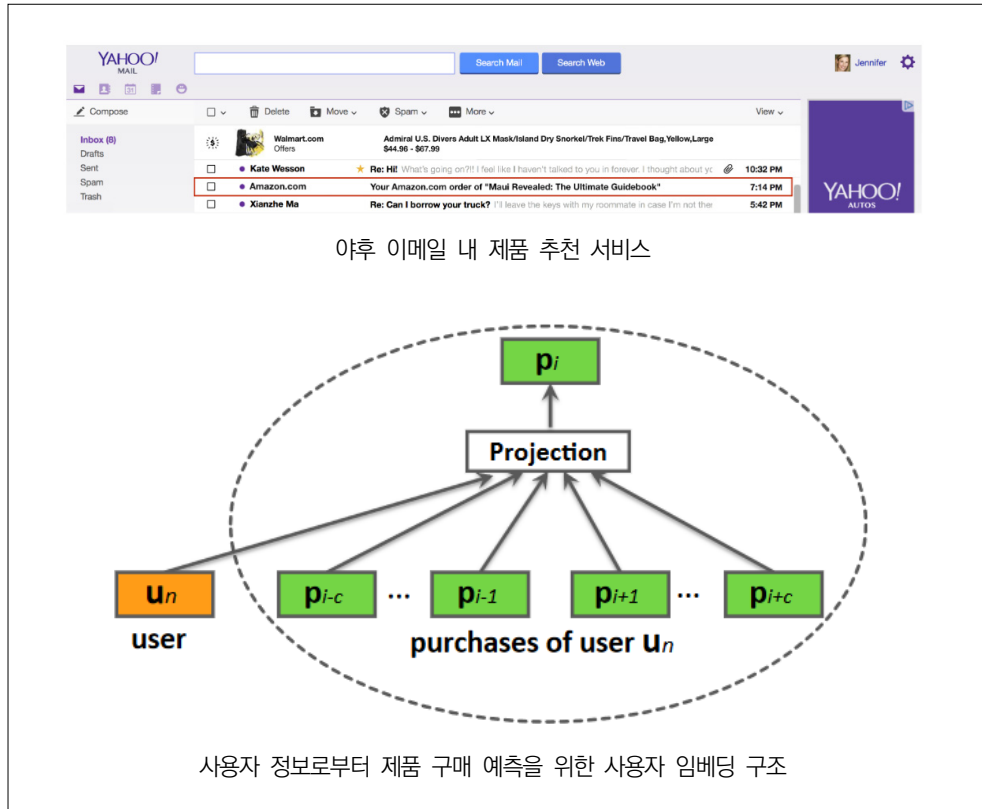 YAHOO!
MAIL
Search Mail
Search Web
Jennifer
Compose
Delete
Move
Spam
More
View
Inbox (8)
Drafts
Sent
Spam
Trash
Walmart.com
Offers
Admiral U.S. Divers Adult LX Mask/Island Dry Snorkel/Trek Fins/Travel Bag,Yellow,Large
$44.96 - $67.99
Kate Wesson Re: Hi! What's going on?!! I feel like I haven't talked to you in forever. I thought about yo 10:32 PM
Amazon.com Your Amazon.com order of "Maui Revealed: The Ultimate Guidebook" 7:14 PM
Xianzhe Ma Re: Can I borrow your truck? I'll leave the keys with my roommate in case I'm not ther 5:42 PM
YAHOO!
AUTOS
야후 이메일 내 제품 추천 서비스
pi
Projection
un
pi-c ... pi-1 pi+1 ... pi+c
user
purchases of user un
사용자 정보로부터 제품 구매 예측을 위한 사용자 임베딩 구조